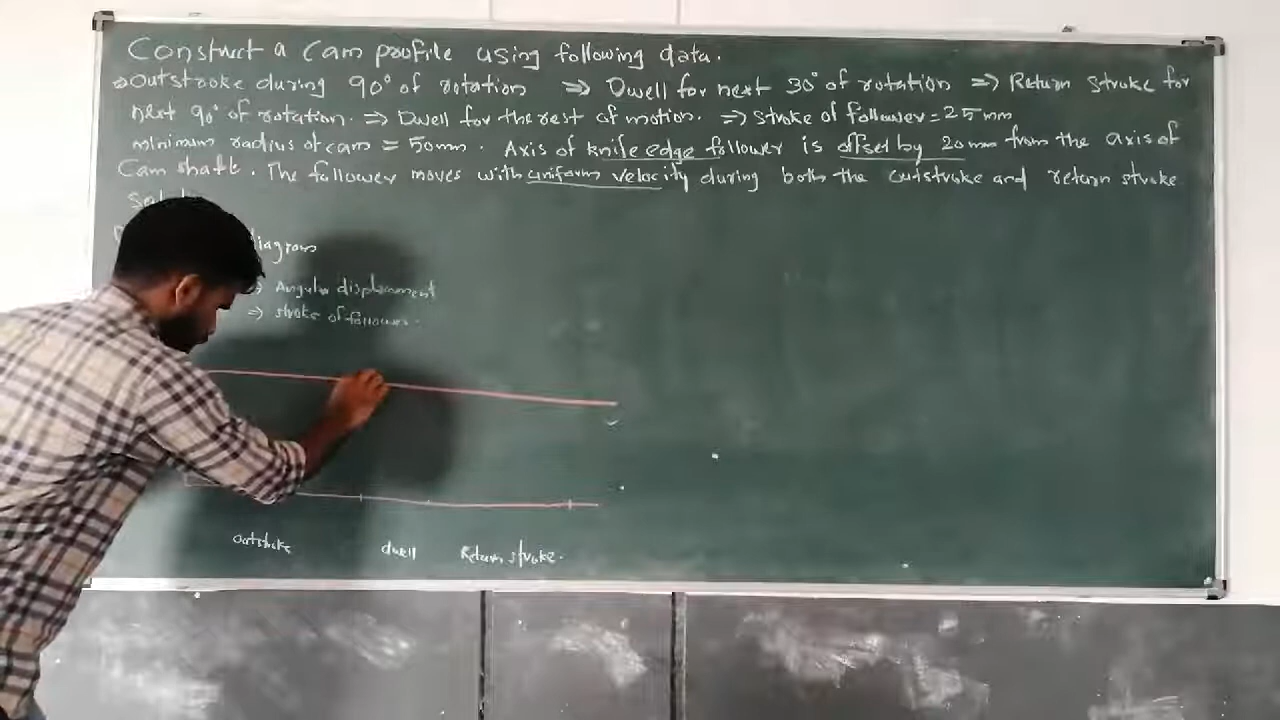 Construct a Cam profile using following data.
⇒ Outstroke during 90° of rotation ⇒ Dwell for next 30° of rotation ⇒ Return stroke for
next 90° of rotation. ⇒ Dwell for the rest of motion. ⇒ stroke of follower = 25mm
minimum radius of cam = 50mm. Axis of knife edge follower is offset by 20mm from the axis of
Cam shaft. The follower moves with uniform velocity during both the outstroke and return stroke
iagram
⇒ Angular displacement
⇒ stroke of follower.
outstroke dwell Return stroke.